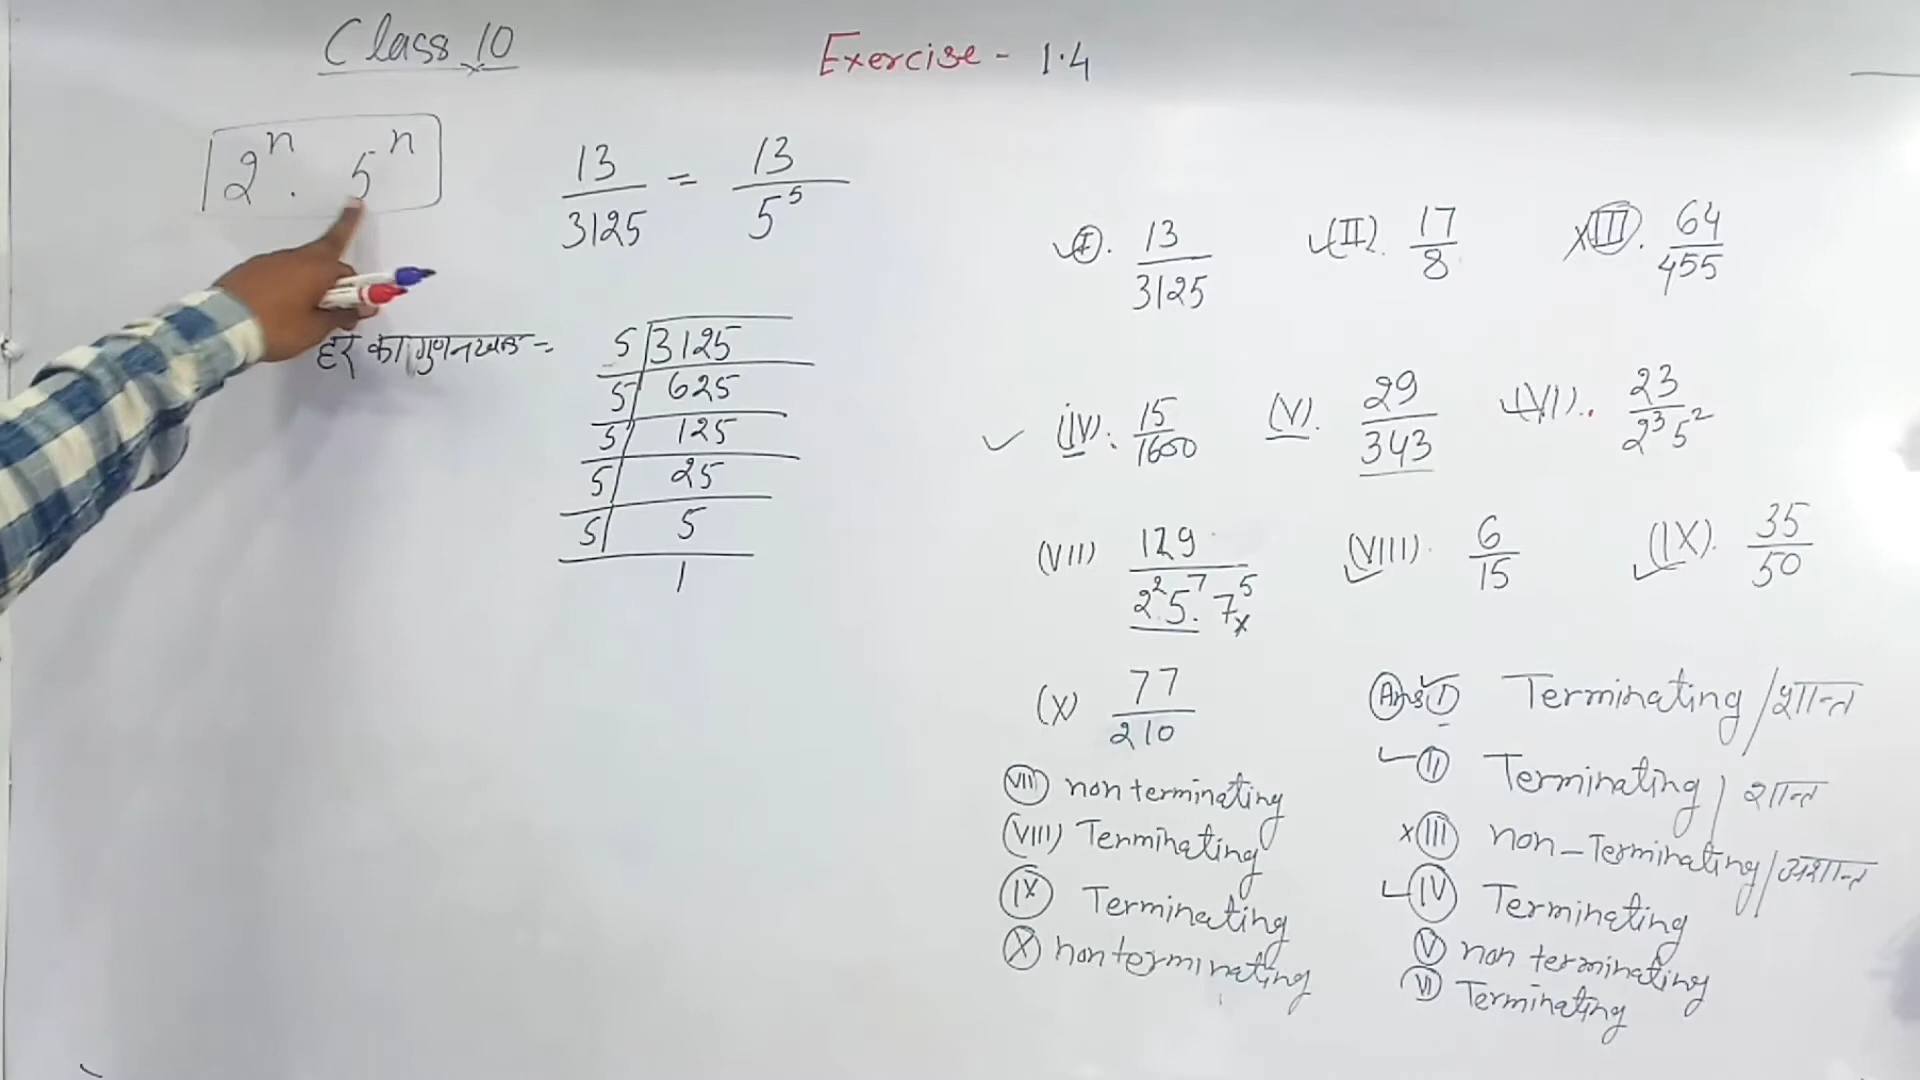 Class 10
Exercise - 1.4
2^n . 5^n
13/3125 = 13/5^5
हर का गुणनखण्ड =
5 | 3125
5 | 625
5 | 125
5 | 25
5 | 5
1
✓(I). 13/3125 ✓(II). 17/8 ×(III). 64/455
✓ (IV). 15/1600 (V). 29/343 ✓(VI). 23/2^3 5^2
(VII) 129/2^2.5^7.7^5 × (VIII). 6/15 ✓ (IX). 35/50 ✓
(X) 77/210
Ans (I) Terminating / शान्त
(II) Terminating / शान्त
×(III) non-Terminating / अशान्त
(IV) Terminating
(V) non terminating
(VI) Terminating
(VII) non terminating
(VIII) Terminating
(IX) Terminating
(X) non terminating